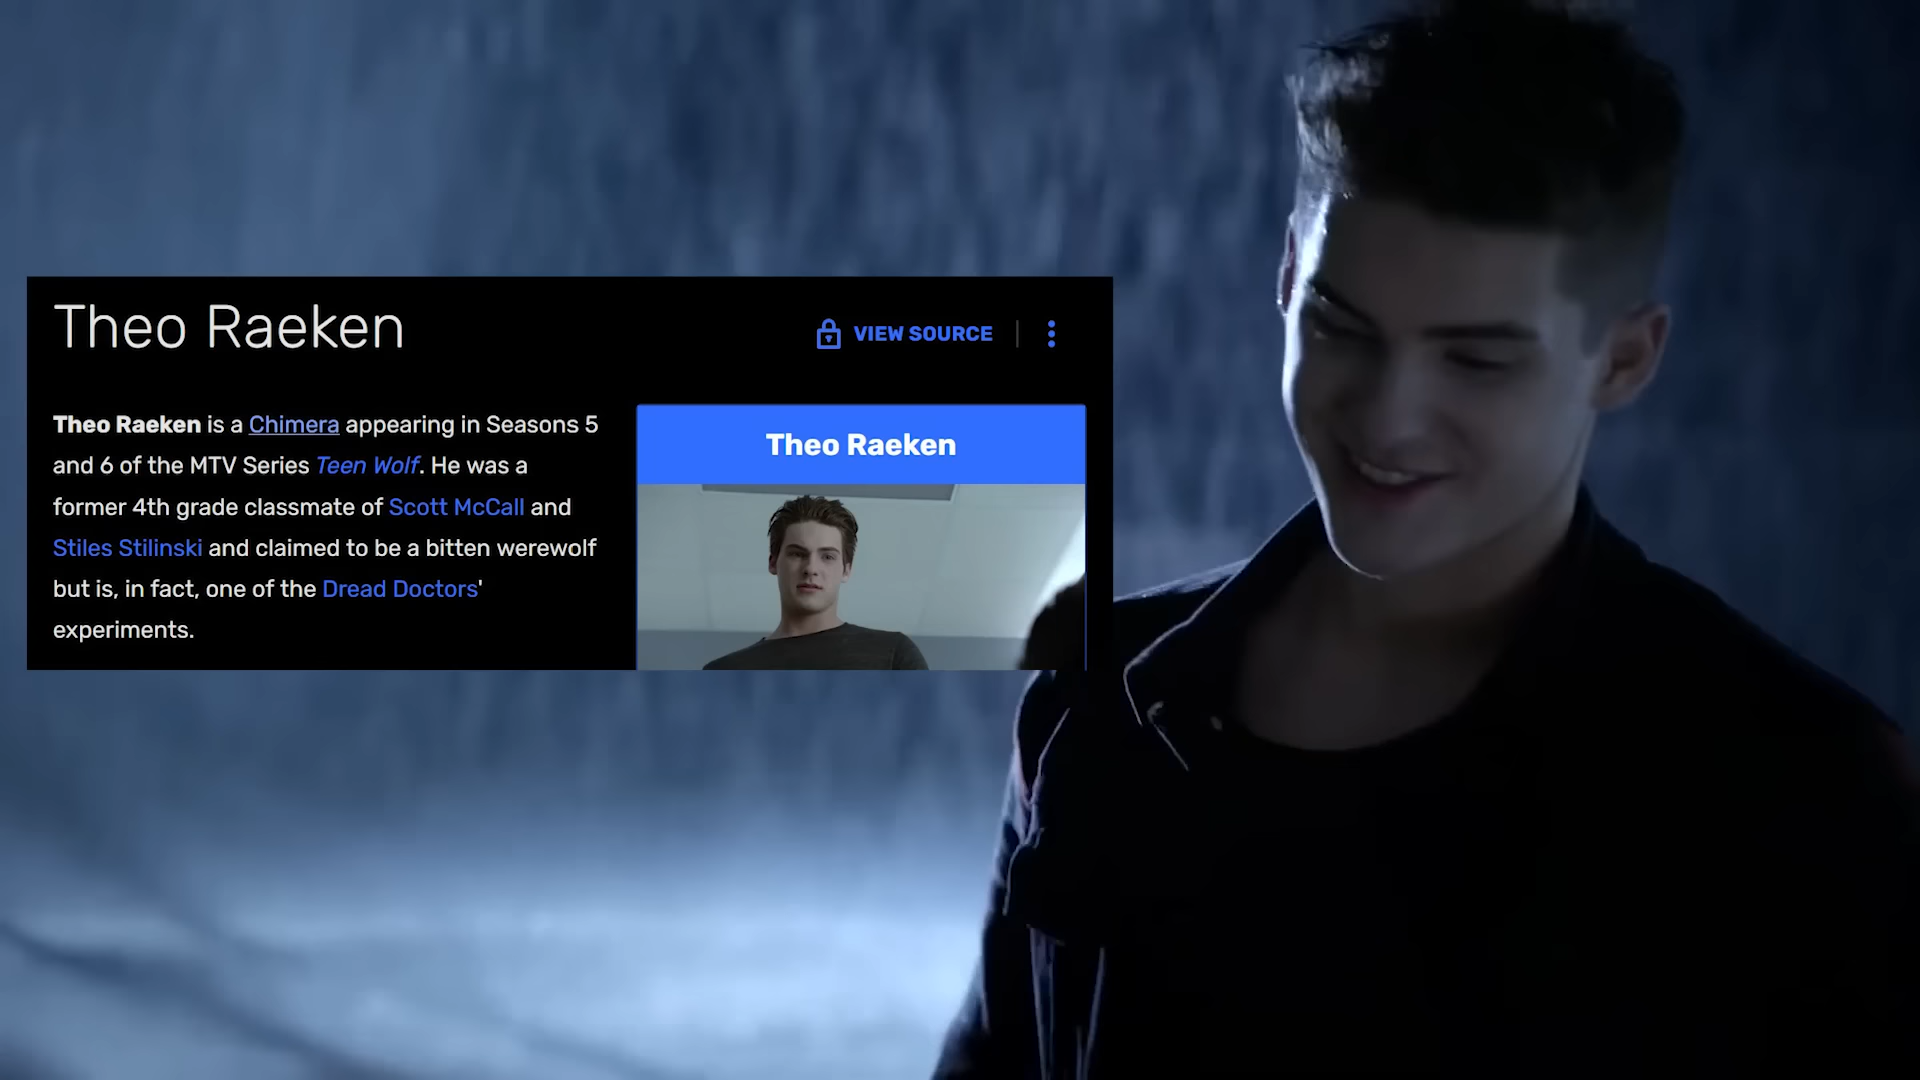 Theo Raeken
VIEW SOURCE
Theo Raeken is a Chimera appearing in Seasons 5
and 6 of the MTV Series Teen Wolf. He was a
former 4th grade classmate of Scott McCall and
Stiles Stilinski and claimed to be a bitten werewolf
but is, in fact, one of the Dread Doctors'
experiments.
Theo Raeken